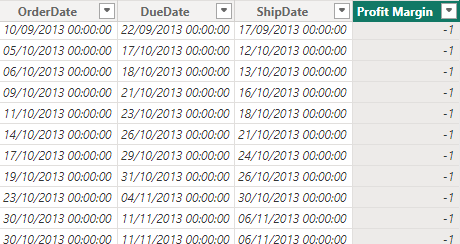 OrderDate DueDate ShipDate Profit Margin
10/09/2013 00:00:00 22/09/2013 00:00:00 17/09/2013 00:00:00 -1
05/10/2013 00:00:00 17/10/2013 00:00:00 12/10/2013 00:00:00 -1
06/10/2013 00:00:00 18/10/2013 00:00:00 13/10/2013 00:00:00 -1
09/10/2013 00:00:00 21/10/2013 00:00:00 16/10/2013 00:00:00 -1
11/10/2013 00:00:00 23/10/2013 00:00:00 18/10/2013 00:00:00 -1
14/10/2013 00:00:00 26/10/2013 00:00:00 21/10/2013 00:00:00 -1
17/10/2013 00:00:00 29/10/2013 00:00:00 24/10/2013 00:00:00 -1
19/10/2013 00:00:00 31/10/2013 00:00:00 26/10/2013 00:00:00 -1
23/10/2013 00:00:00 04/11/2013 00:00:00 30/10/2013 00:00:00 -1
30/10/2013 00:00:00 11/11/2013 00:00:00 06/11/2013 00:00:00 -1
30/10/2013 00:00:00 11/11/2013 00:00:00 06/11/2013 00:00:00 -1